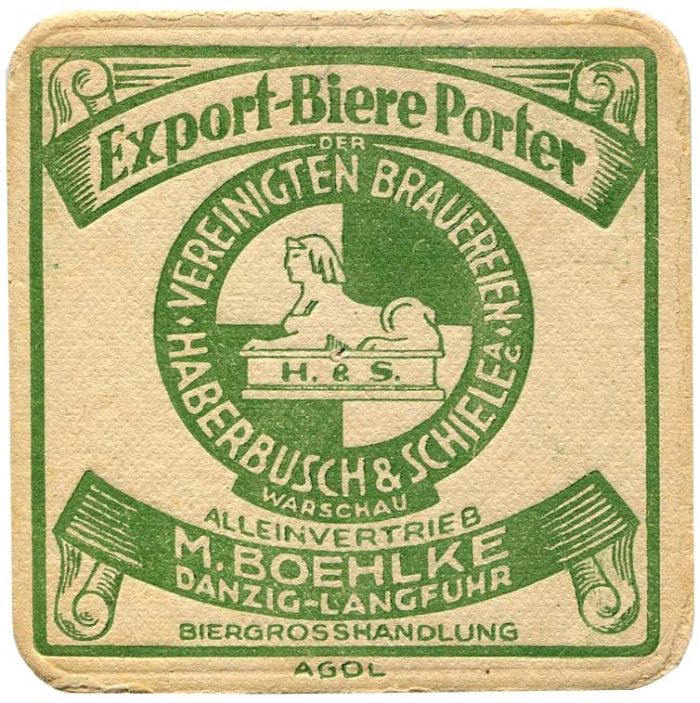 Export-Biere Porter
DER
VEREINIGTEN BRAUEREIEN
HABERBUSCH & SCHIELE A.G.
H. & S.
WARSCHAU
ALLEINVERTRIEB
M. BOEHLKE
DANZIG-LANGFUHR
BIERGROSSHANDLUNG
AGOL